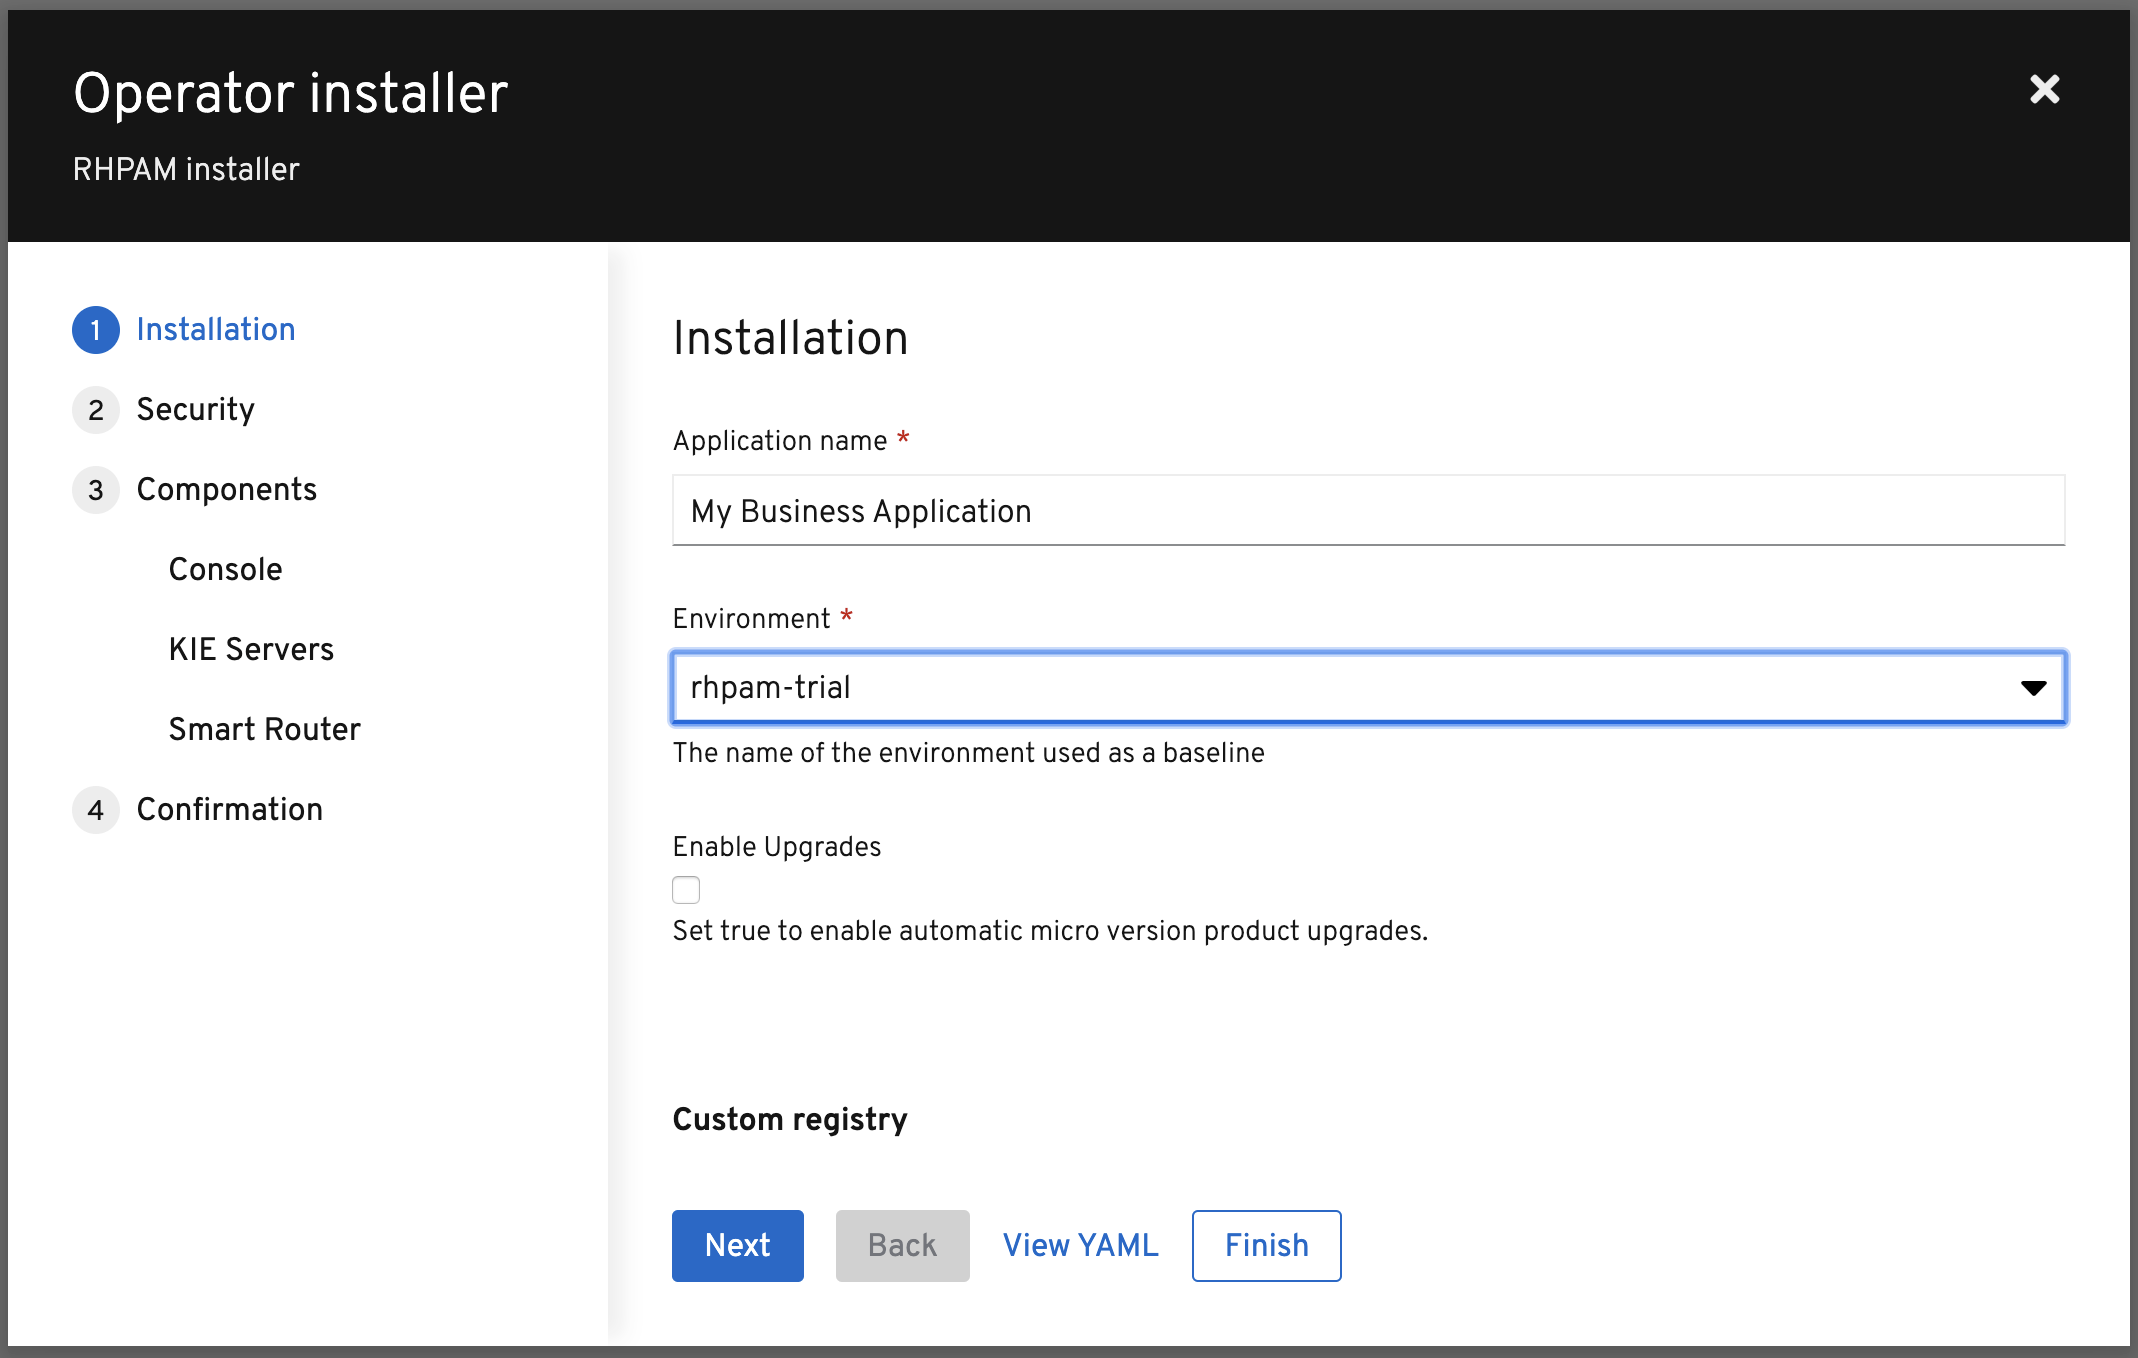 Operator installer
RHPAM installer
1 Installation
2 Security
3 Components
Console
KIE Servers
Smart Router
4 Confirmation
Installation
Application name *
My Business Application
Environment *
rhpam-trial
The name of the environment used as a baseline
Enable Upgrades
Set true to enable automatic micro version product upgrades.
Custom registry
Next Back View YAML Finish